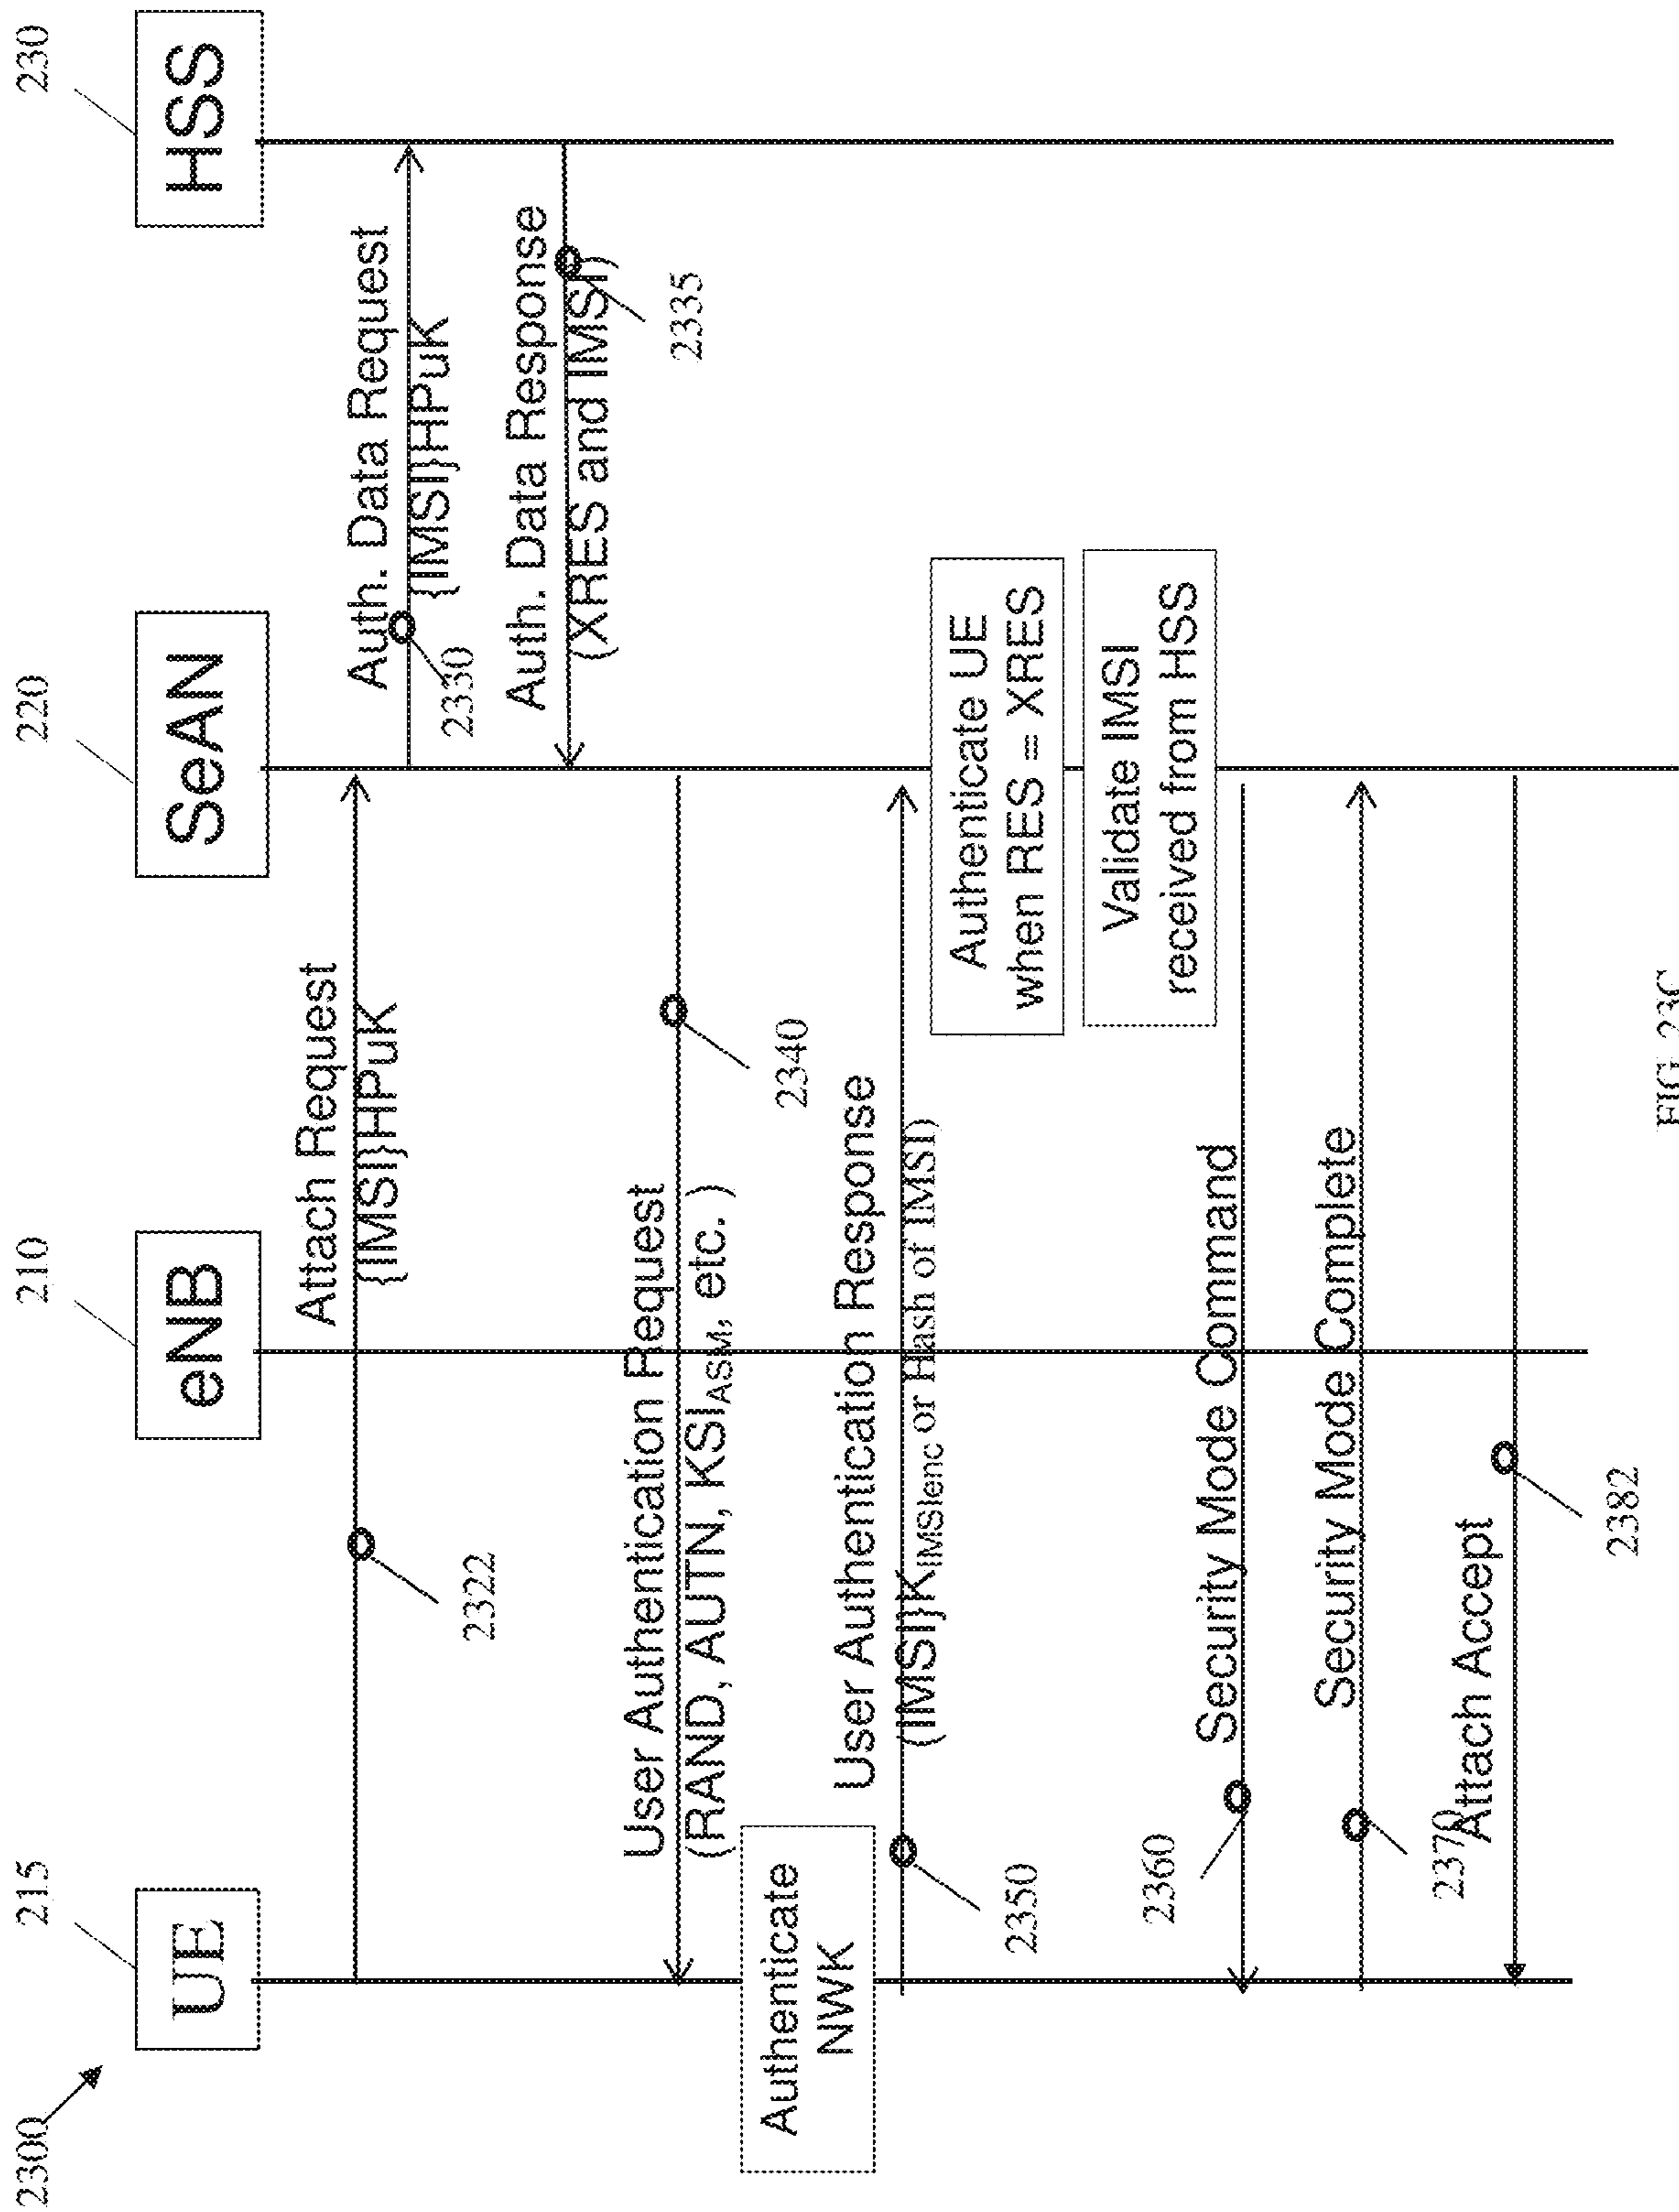 2300
215
210
220
230
UE
eNB
SeAN
HSS
Attach Request
{IMSI}HPuK
2322
Auth. Data Request
{IMSI}HPuK
2330
Auth. Data Response
(XRES and IMSI)
2335
User Authentication Request
(RAND, AUTN, KSIASM, etc. )
2340
Authenticate
NWK
User Authentication Response
({IMSI}KIMSIenc or Hash of IMSI)
2350
Authenticate UE
when RES = XRES
Validate IMSI
received from HSS
Security Mode Command
2360
Security Mode Complete
2370
Attach Accept
2382
FIG. 23C